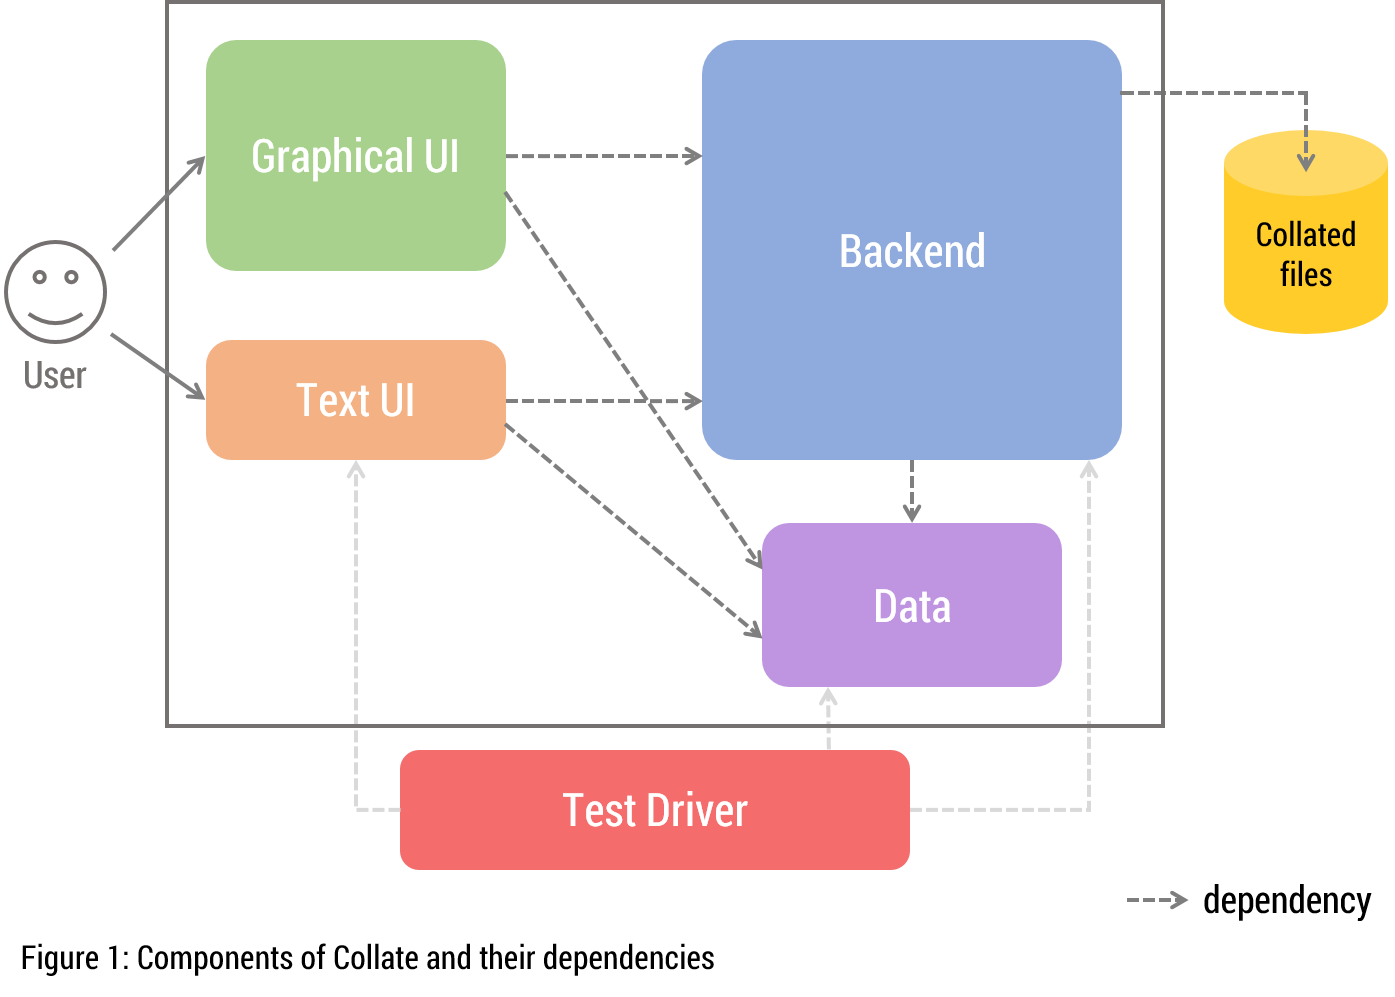 Graphical UI
Backend
Collated
files
User
Text UI
Data
Test Driver
dependency
Figure 1: Components of Collate and their dependencies